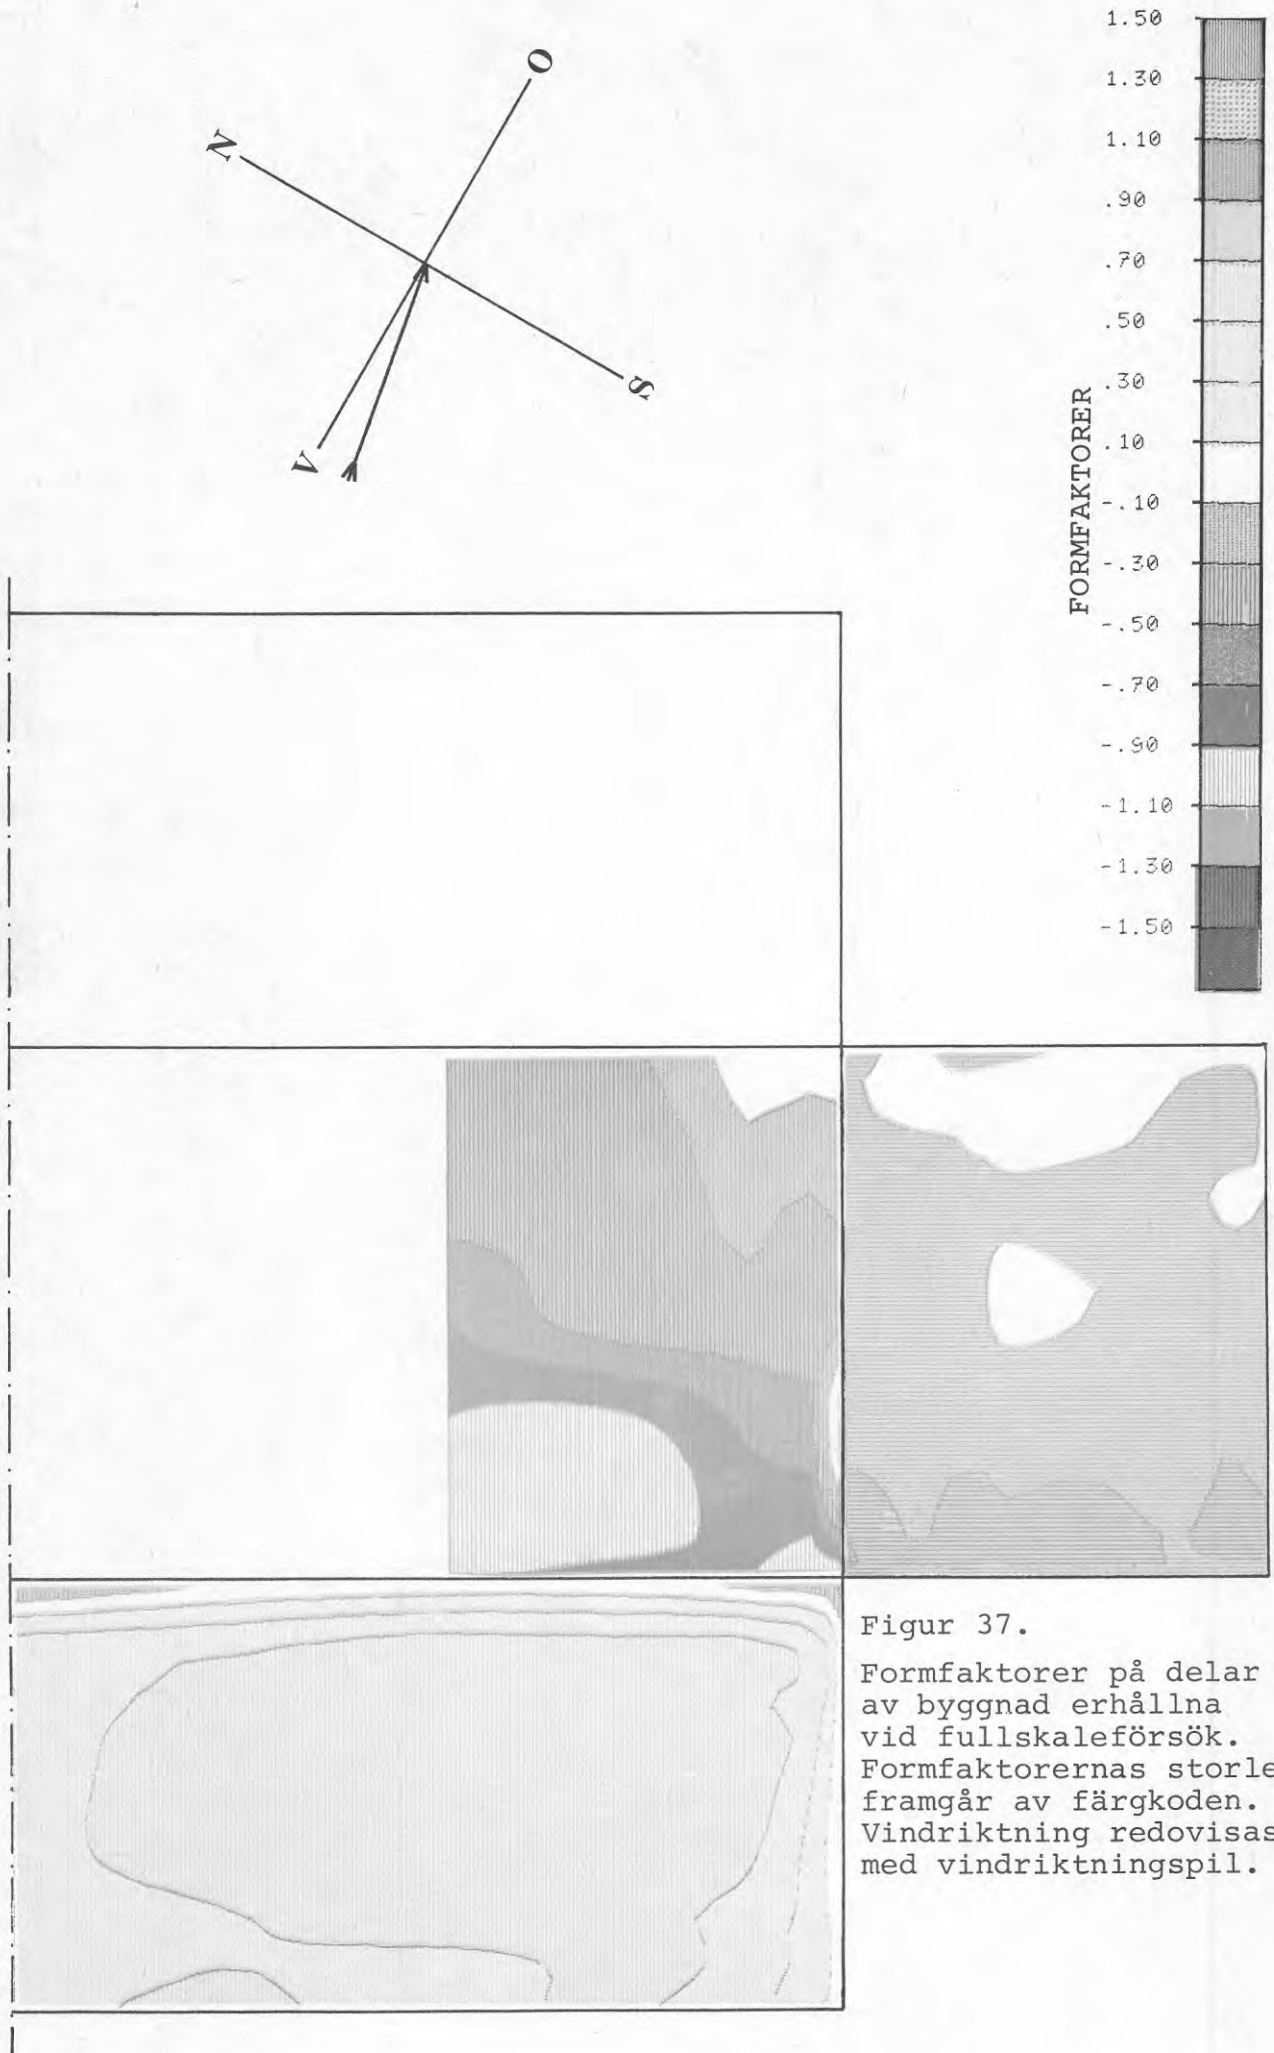 1.50
1.30
1.10
.90
.70
.50
.30
.10
-.10
-.30
-.50
-.70
-.90
-1.10
-1.30
-1.50
FORMFAKTORER
O
N
S
V
Figur 37.
Formfaktorer på delar
av byggnad erhållna
vid fullskaleförsök.
Formfaktorernas storle
framgår av färgkoden.
Vindriktning redovisas
med vindriktningspil.